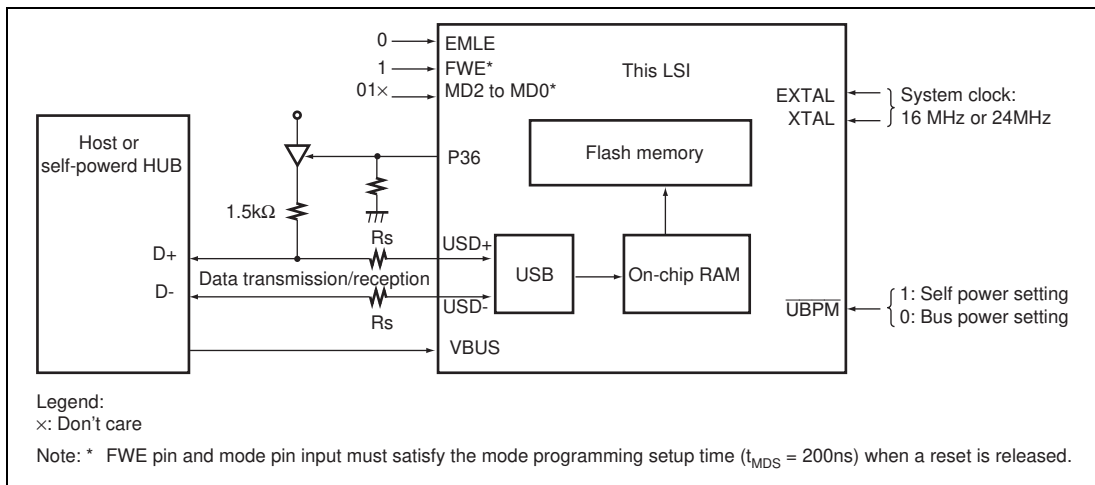 0
EMLE
1
FWE*
01×
MD2 to MD0*
This LSI
EXTAL
XTAL
System clock:
16 MHz or 24MHz
Host or
self-powerd HUB
P36
Flash memory
1.5kΩ
Rs
D+
USD+
Data transmission/reception
USB
On-chip RAM
D-
USD-
Rs
UBPM
1: Self power setting
0: Bus power setting
VBUS
Legend:
×: Don't care
Note: * FWE pin and mode pin input must satisfy the mode programming setup time (tMDS = 200ns) when a reset is released.